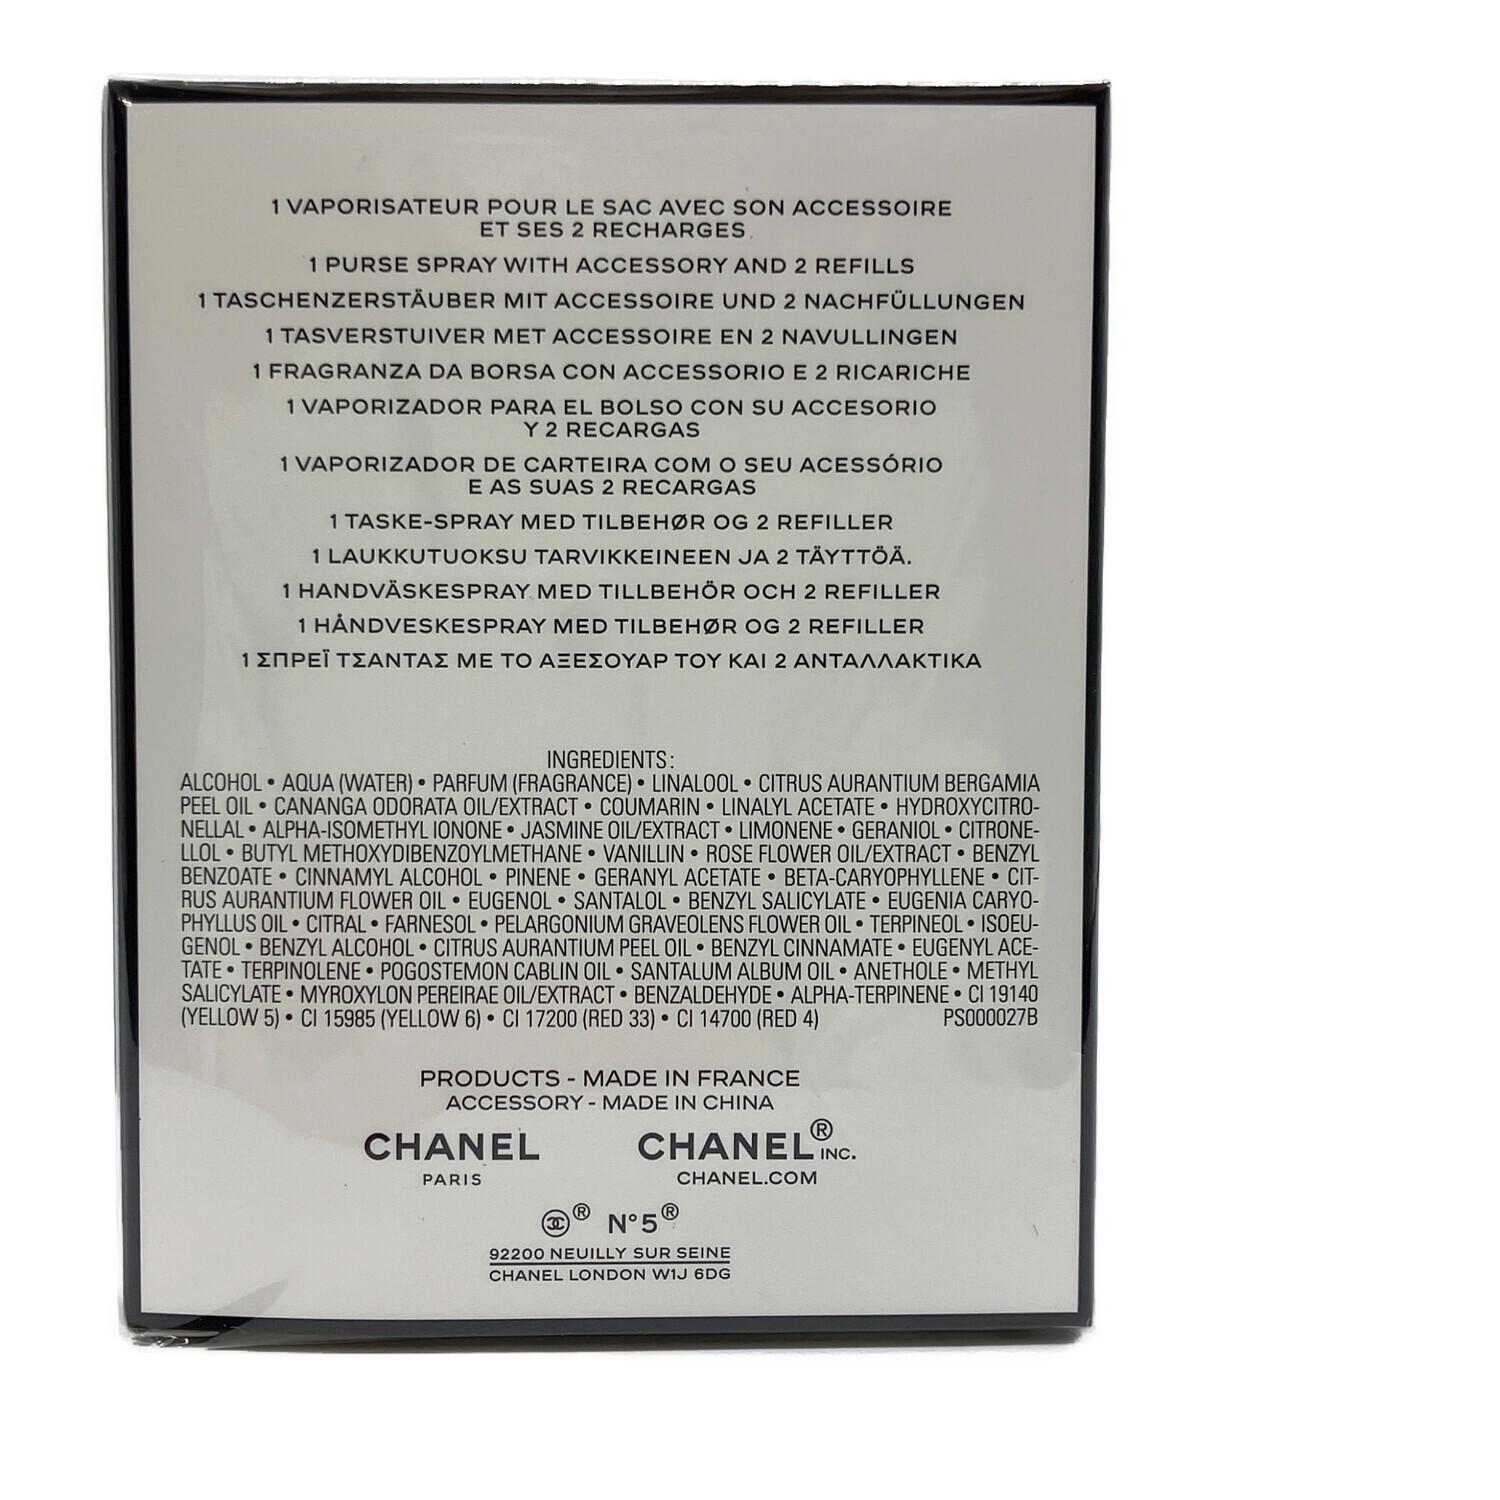 1 VAPORISATEUR POUR LE SAC AVEC SON ACCESSOIRE
ET SES 2 RECHARGES
1 PURSE SPRAY WITH ACCESSORY AND 2 REFILLS
1 TASCHENZERSTÄUBER MIT ACCESSOIRE UND 2 NACHFÜLLUNGEN
1 TASVERSTUIVER MET ACCESSOIRE EN 2 NAVULLINGEN
1 FRAGRANZA DA BORSA CON ACCESSORIO E 2 RICARICHE
1 VAPORIZADOR PARA EL BOLSO CON SU ACCESORIO
Y 2 RECARGAS
1 VAPORIZADOR DE CARTEIRA COM O SEU ACESSÓRIO
E AS SUAS 2 RECARGAS
1 TASKE-SPRAY MED TILBEHØR OG 2 REFILLER
1 LAUKKUTUOKSU TARVIKKEINEEN JA 2 TÄYTTÖÄ.
1 HANDVÄSKESPRAY MED TILLBEHÖR OCH 2 REFILLER
1 HÅNDVESKESPRAY MED TILBEHØR OG 2 REFILLER
1 ΣΠΡΕΪ ΤΣΑΝΤΑΣ ΜΕ ΤΟ ΑΞΕΣΟΥΑΡ ΤΟΥ ΚΑΙ 2 ΑΝΤΑΛΛΑΚΤΙΚΑ
INGREDIENTS:
ALCOHOL • AQUA (WATER) • PARFUM (FRAGRANCE) • LINALOOL • CITRUS AURANTIUM BERGAMIA
PEEL OIL • CANANGA ODORATA OIL/EXTRACT • COUMARIN • LINALYL ACETATE • HYDROXYCITRO-
NELLAL • ALPHA-ISOMETHYL IONONE • JASMINE OIL/EXTRACT • LIMONENE • GERANIOL • CITRONE-
LLOL • BUTYL METHOXYDIBENZOYLMETHANE • VANILLIN • ROSE FLOWER OIL/EXTRACT • BENZYL
BENZOATE • CINNAMYL ALCOHOL • PINENE • GERANYL ACETATE • BETA-CARYOPHYLLENE • CIT-
RUS AURANTIUM FLOWER OIL • EUGENOL • SANTALOL • BENZYL SALICYLATE • EUGENIA CARYO-
PHYLLUS OIL • CITRAL • FARNESOL • PELARGONIUM GRAVEOLENS FLOWER OIL • TERPINEOL • ISOEU-
GENOL • BENZYL ALCOHOL • CITRUS AURANTIUM PEEL OIL • BENZYL CINNAMATE • EUGENYL ACE-
TATE • TERPINOLENE • POGOSTEMON CABLIN OIL • SANTALUM ALBUM OIL • ANETHOLE • METHYL
SALICYLATE • MYROXYLON PEREIRAE OIL/EXTRACT • BENZALDEHYDE • ALPHA-TERPINENE • CI 19140
(YELLOW 5) • CI 15985 (YELLOW 6) • CI 17200 (RED 33) • CI 14700 (RED 4) PS000027B
PRODUCTS - MADE IN FRANCE
ACCESSORY - MADE IN CHINA
CHANEL CHANEL® INC.
PARIS CHANEL.COM
® N°5®
92200 NEUILLY SUR SEINE
CHANEL LONDON W1J 6DG